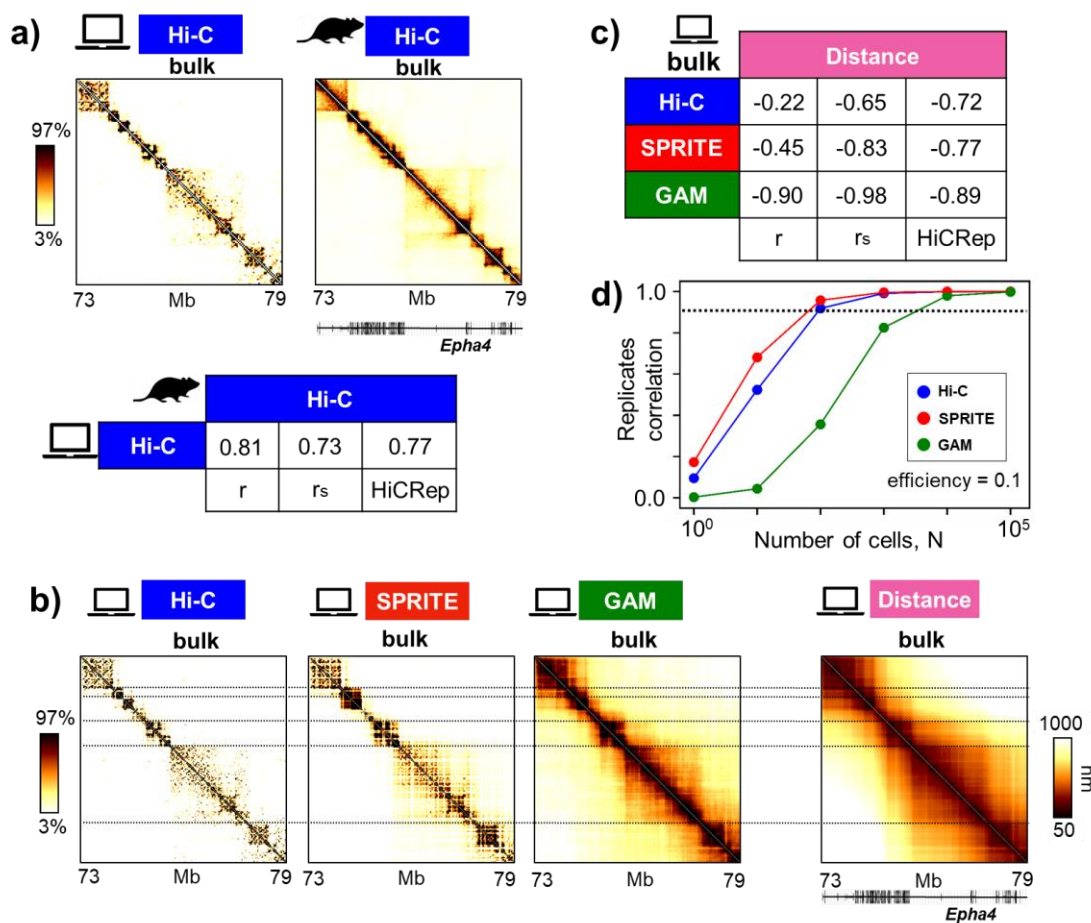 a)
Hi-C
bulk
Hi-C
bulk
97%
3%
73 Mb 79
73 Mb 79
Epha4
Hi-C
Hi-C 0.81 0.73 0.77
r rs HiCRep
c)
bulk
Distance
Hi-C -0.22 -0.65 -0.72
SPRITE -0.45 -0.83 -0.77
GAM -0.90 -0.98 -0.89
r rs HiCRep
d)
Replicates
correlation
1.0
0.0
Hi-C
SPRITE
GAM
efficiency = 0.1
10⁰ 10⁵
Number of cells, N
b)
Hi-C
bulk
SPRITE
bulk
GAM
bulk
Distance
bulk
97%
3%
1000
nm
50
73 Mb 79
73 Mb 79
73 Mb 79
73 Mb 79
Epha4